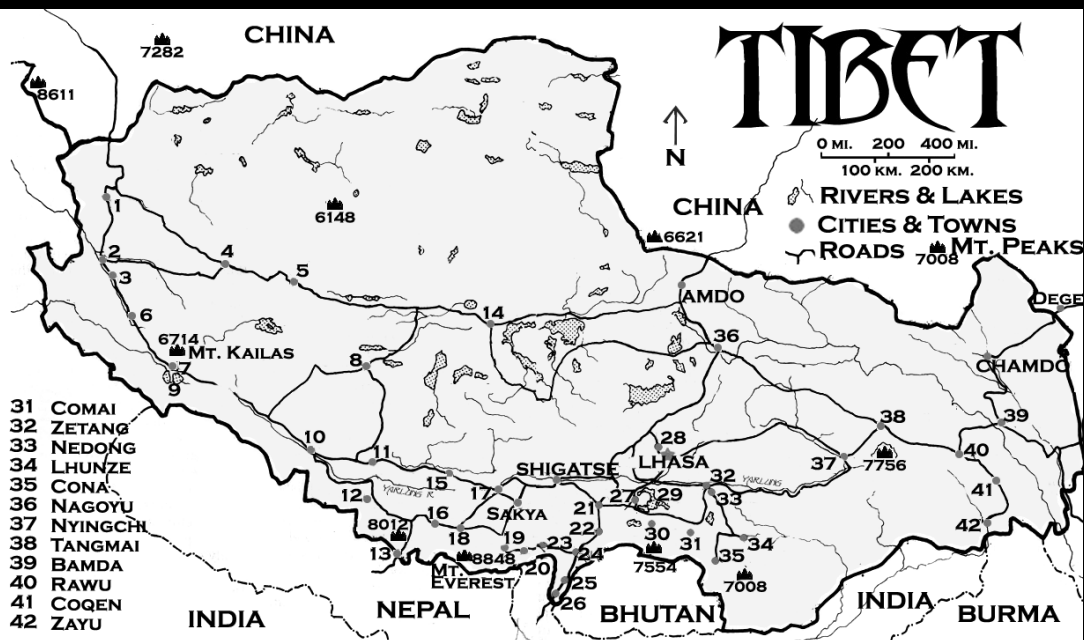 CHINA
TIBET
7282
8611
0 MI. 200 400 MI.
100 KM. 200 KM.
N
RIVERS & LAKES
CITIES & TOWNS
ROADS 7008 MT. PEAKS
CHINA
6621
6148
1
2
3
4
5
6
6714
MT. KAILAS
7
8
9
14
AMDO
36
DEGE
CHAMDO
10
11
12
15
YARLUNG R.
17
SHIGATSE
SAKYA
28
LHASA
38
39
37
7756
40
32
YARLUNG
33
41
42
27
29
21
22
16
18
8012
13
8848
MT.
EVEREST
20
23
24
25
26
30
7554
31
34
35
7008
31 COMAI
32 ZETANG
33 NEDONG
34 LHUNZE
35 CONA
36 NAGOYU
37 NYINGCHI
38 TANGMAI
39 BAMDA
40 RAWU
41 COQEN
42 ZAYU
INDIA
NEPAL
BHUTAN
INDIA
BURMA